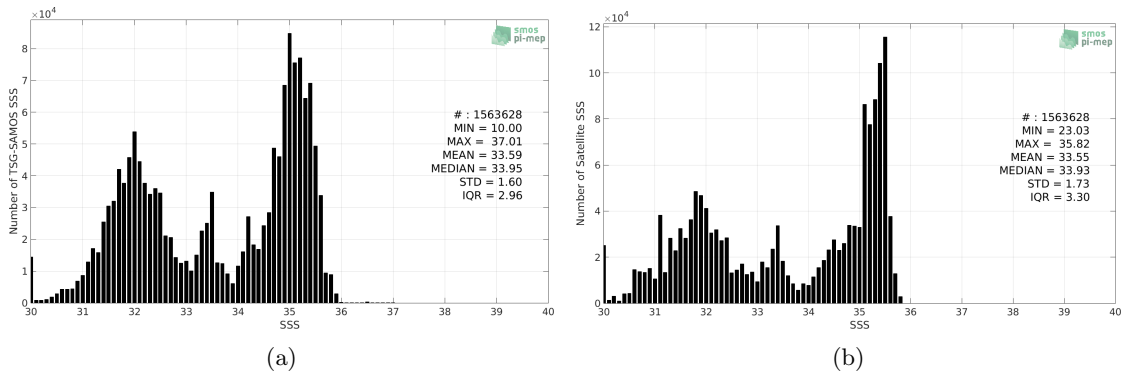 ×10⁴
9
8
7
6
5
4
3
2
1
0
Number of TSG-SAMOS SSS
smos
pi-mep
# : 1563628
MIN = 10.00
MAX = 37.01
MEAN = 33.59
MEDIAN = 33.95
STD = 1.60
IQR = 2.96
30 31 32 33 34 35 36 37 38 39 40
SSS
(a)
×10⁴
12
10
8
6
4
2
0
Number of Satellite SSS
smos
pi-mep
# : 1563628
MIN = 23.03
MAX = 35.82
MEAN = 33.55
MEDIAN = 33.93
STD = 1.73
IQR = 3.30
30 31 32 33 34 35 36 37 38 39 40
SSS
(b)